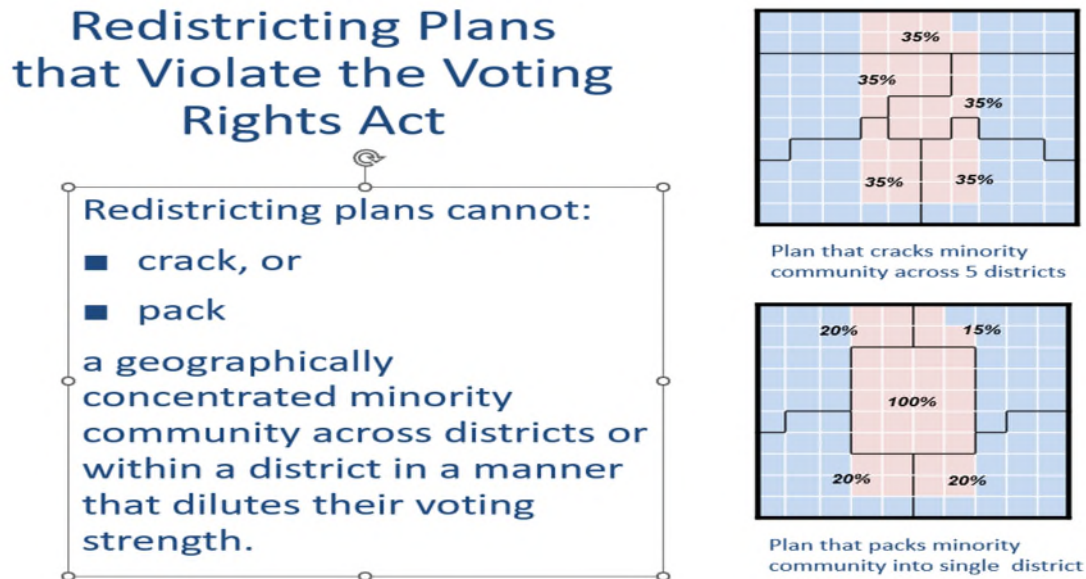 Redistricting Plans
that Violate the Voting
Rights Act
Redistricting plans cannot:
■ crack, or
■ pack
a geographically
concentrated minority
community across districts or
within a district in a manner
that dilutes their voting
strength.
35%
35%
35%
35% 35%
Plan that cracks minority
community across 5 districts
20% 15%
100%
20% 20%
Plan that packs minority
community into single district